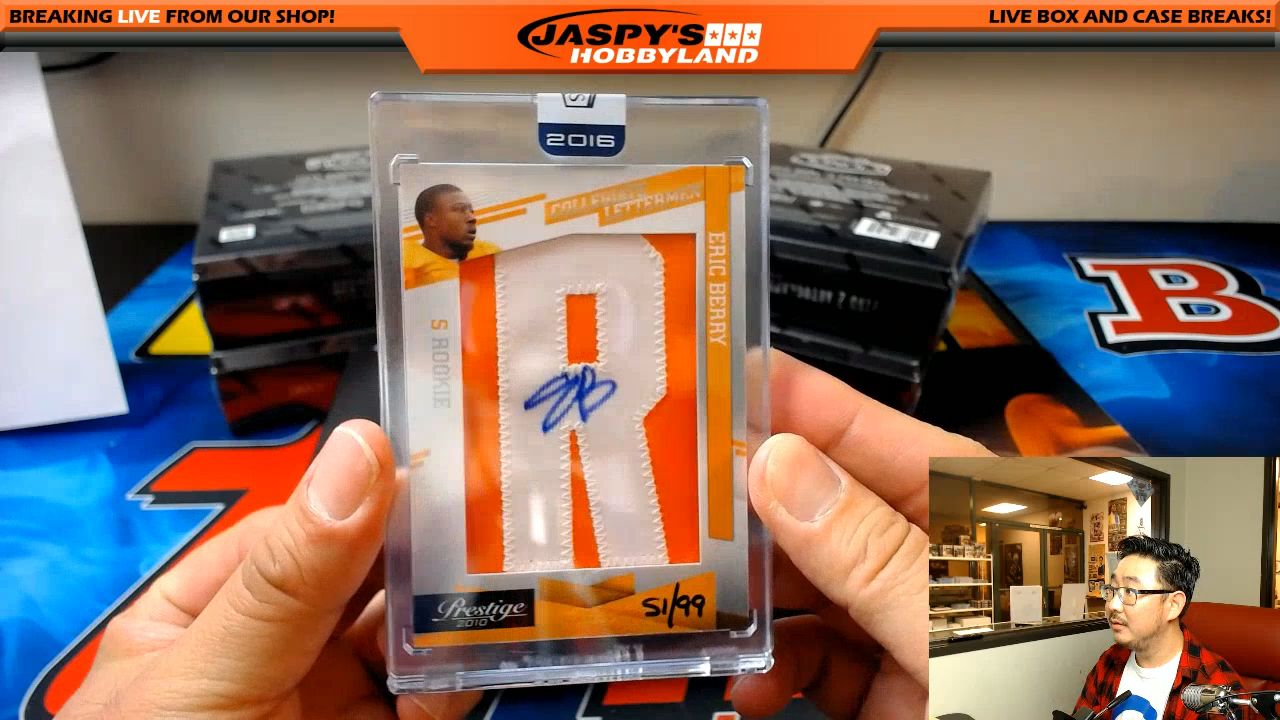 BREAKING LIVE FROM OUR SHOP!
JASPY'S
HOBBYLAND
LIVE BOX AND CASE BREAKS!
2016
COLLEGIATE
LETTERMEN
ERIC BERRY
S ROOKIE
R
Prestige
2010
51/99
B